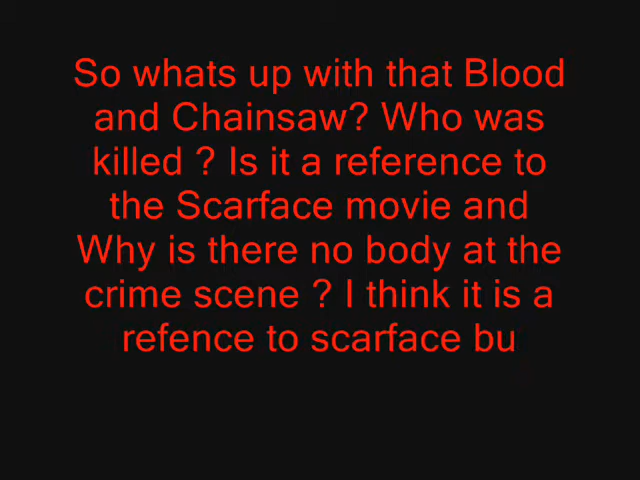 So whats up with that Blood
and Chainsaw? Who was
killed ? Is it a reference to
the Scarface movie and
Why is there no body at the
crime scene ? I think it is a
refence to scarface bu